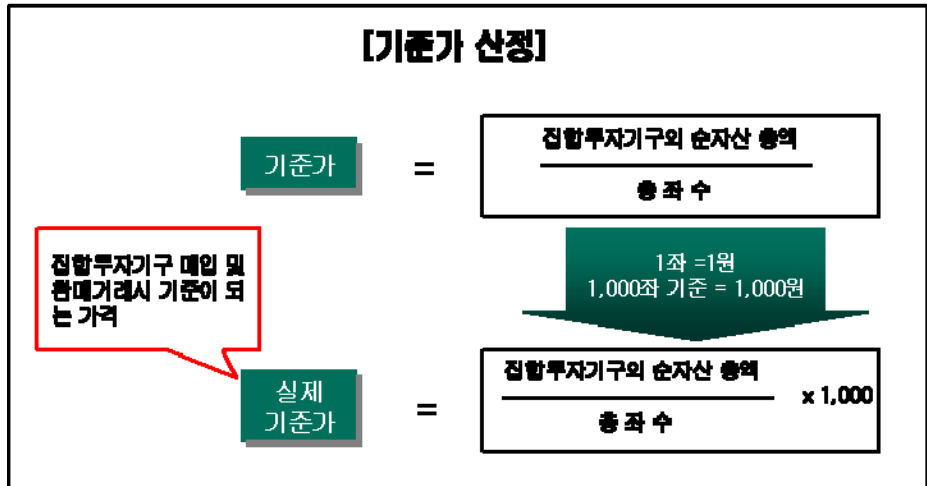 [기준가 산정]
기준가
=
집합투자기구의 순자산 총액
총 좌 수
1좌 =1원
1,000좌 기준 = 1,000원
집합투자기구 매입 및
환매거래시 기준이 되
는 가격
실제
기준가
=
집합투자기구의 순자산 총액
총 좌 수
x 1,000